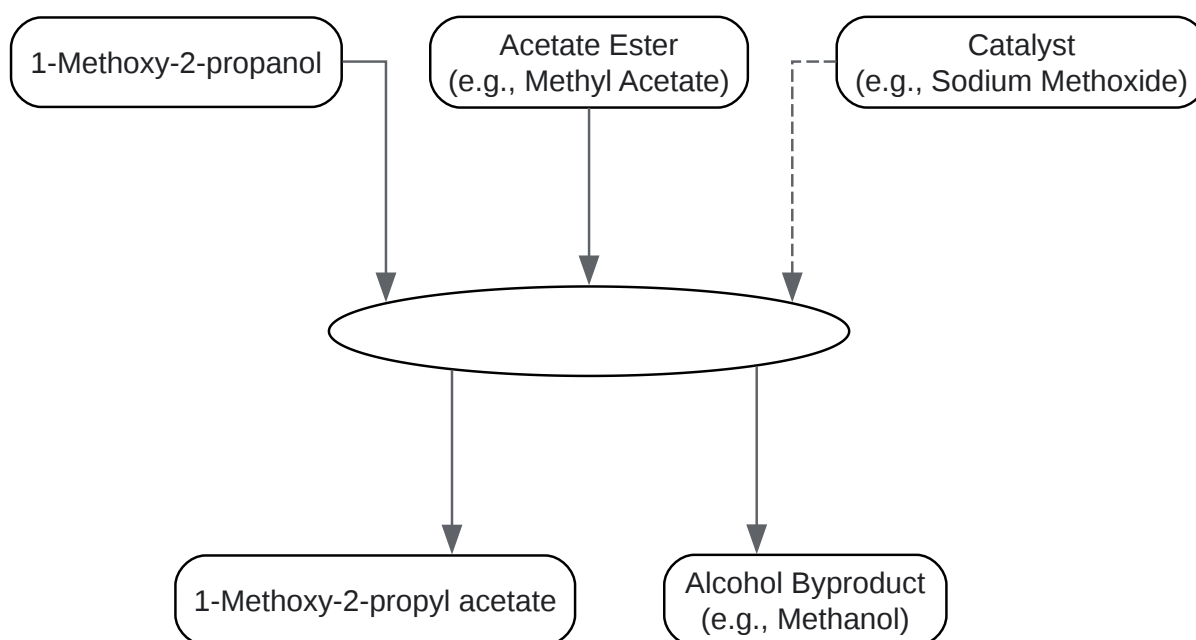 1-Methoxy-2-propanol
Acetate Ester
(e.g., Methyl Acetate)
Catalyst
(e.g., Sodium Methoxide)
1-Methoxy-2-propyl acetate
Alcohol Byproduct
(e.g., Methanol)